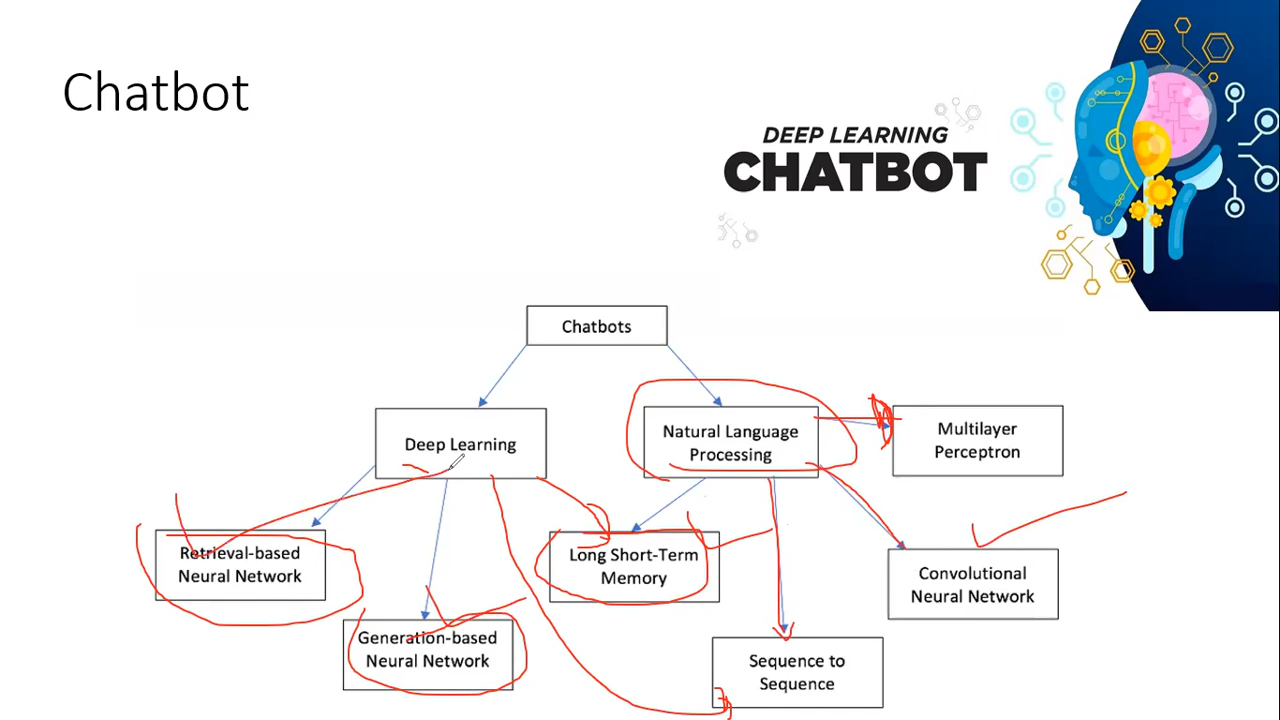 Chatbot
DEEP LEARNING
CHATBOT
Chatbots
Deep Learning
Natural Language
Processing
Multilayer
Perceptron
Retrieval-based
Neural Network
Long Short-Term
Memory
Convolutional
Neural Network
Generation-based
Neural Network
Sequence to
Sequence